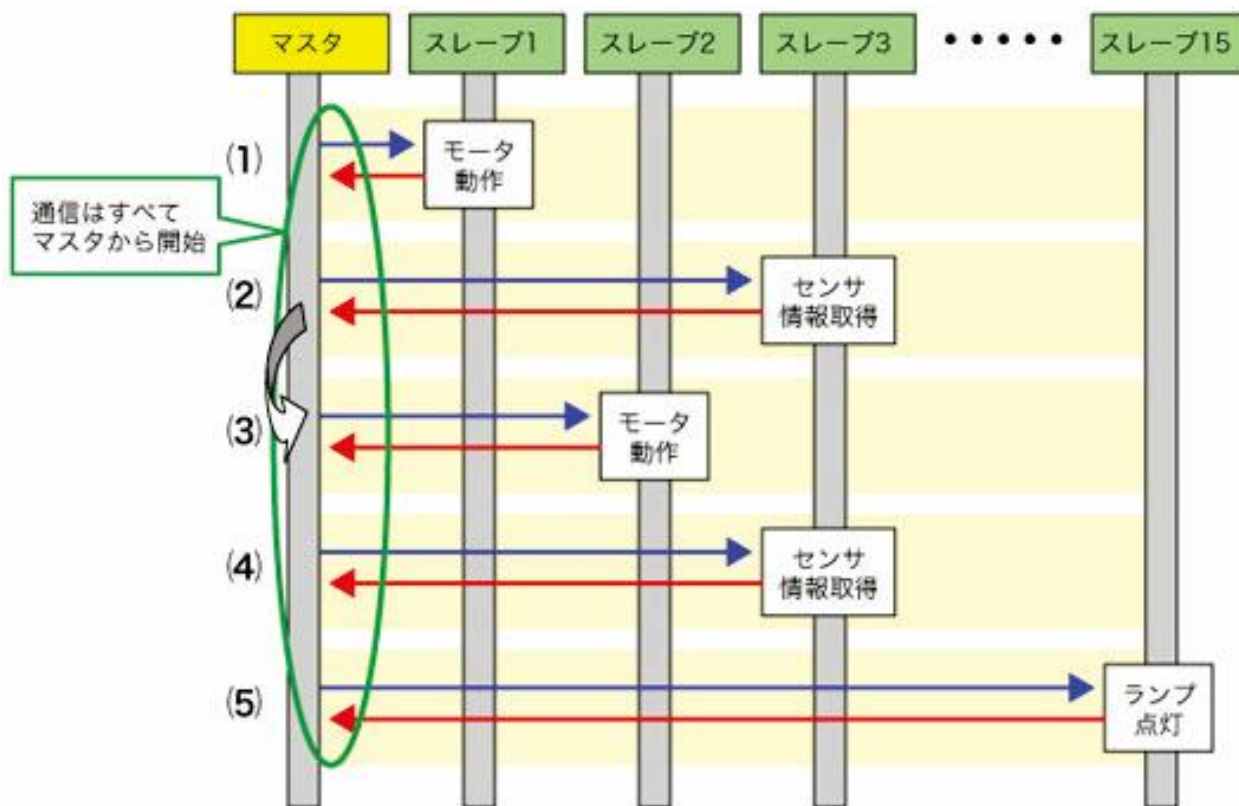 マスタ
スレーブ1
スレーブ2
スレーブ3
•••••
スレーブ15
(1)
モータ
動作
通信はすべて
マスタから開始
(2)
センサ
情報取得
(3)
モータ
動作
(4)
センサ
情報取得
(5)
ランプ
点灯